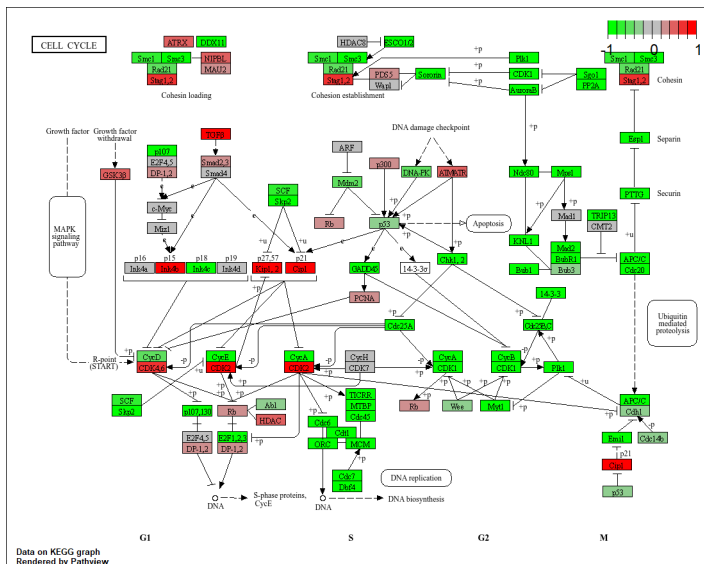 CELL CYCLE
-1 0 1
ATRX DDX11
Smc1 Smc3 NIPBL
Rad21 MAU2
Stag1,2
Cohesin loading
HDAC8 ESCO1/2
+p
Smc1 Smc3
Rad21 PDS5 Sororin
Stag1,2 Wapl
Cohesion establishment
+p Plk1
+p CDK1 Sgo1
AuroraB PP2A
Smc1 Smc3
Rad21 Cohesin
Stag1,2
Growth factor Growth factor
withdrawal
TGFβ
DNA damage checkpoint
+p
Espl Separin
p107
E2F4,5 Smad2,3
GSK3β DP-1,2 Smad4
ARF p300 DNA-PK ATM/ATR
Ndc80 Mps1
Mdm2
c-Myc SCF
Skp2
PTTG Securin
MAPK
signaling
pathway
Miz1
Rb p53 Apoptosis
Mad1 TRIP13
CMT2
KNL1 Mad2
BubR1 APC/C
Bub1 Bub3 Cdc20
p16 p15 p18 p19 p27,57 p21
Ink4a Ink4b Ink4c Ink4d Kip1,2 Cip1
GADD45 14-3-3σ Chk1, 2
PCNA
14-3-3
Cdc25A Cdc25B,C
Ubiquitin
mediated
proteolysis
R-point
(START)
CycD CycE CycA CycH CycA CycB
CDK4,6 CDK2 CDK2 CDK7 CDK1 CDK1 Plk1
SCF
Skp2
p107,130 Rb Abl
HDAC
TICRR
MTBP
Cdc45
Rb Wee Myt1
APC/C
Cdh1
E2F4,5 E2F1,2,3
DP-1,2 DP-1,2
Cdc6 Cdt1
ORC MCM
Emi1 Cdc14b
p21
Cip1
Cdc7
Dbf4
DNA replication
p53
DNA S-phase proteins,
CycE
DNA DNA biosynthesis
G1 S G2 M
Data on KEGG graph
Rendered by Pathview